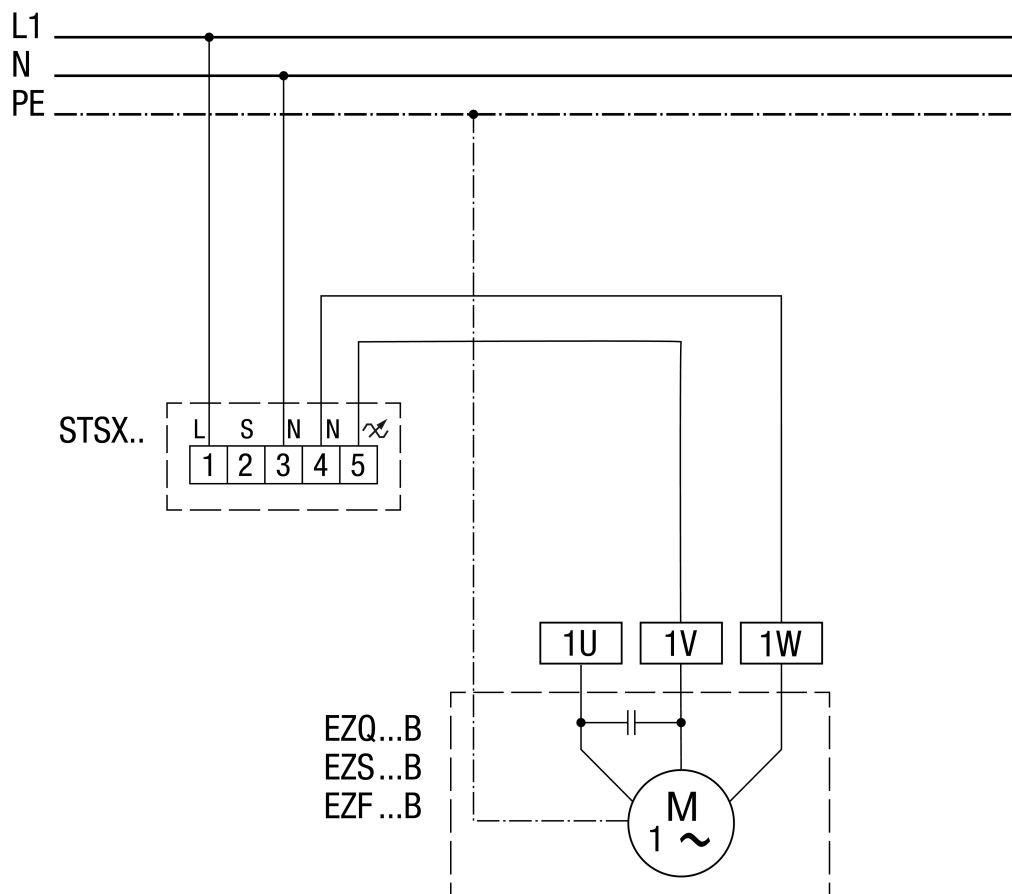 L1
N
PE
STSX..
L S N N
1 2 3 4 5
1U 1V 1W
EZQ...B
EZS...B
EZF...B
M
1 ~